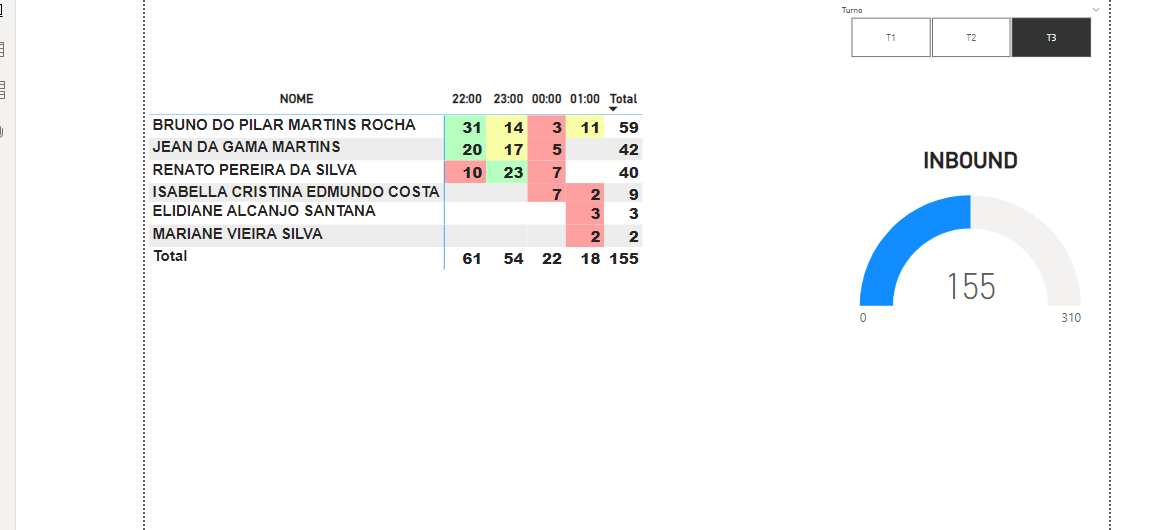 Turno
T1 T2 T3
NOME 22:00 23:00 00:00 01:00 Total
BRUNO DO PILAR MARTINS ROCHA 31 14 3 11 59
JEAN DA GAMA MARTINS 20 17 5 42
RENATO PEREIRA DA SILVA 10 23 7 40
ISABELLA CRISTINA EDMUNDO COSTA 7 2 9
ELIDIANE ALCANJO SANTANA 3 3
MARIANE VIEIRA SILVA 2 2
Total 61 54 22 18 155
INBOUND
155
0 310